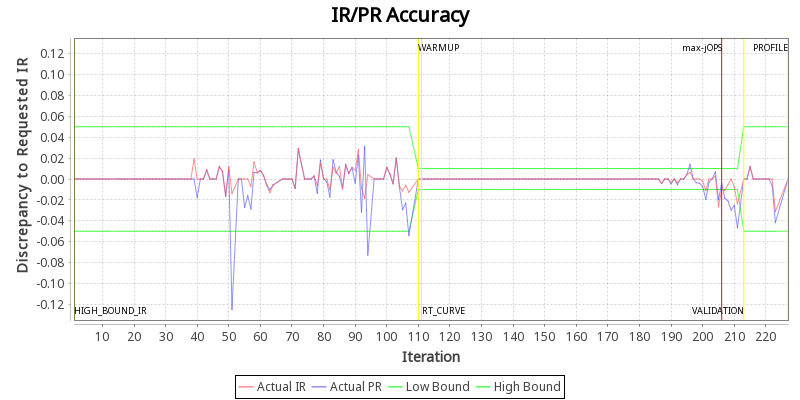 IR/PR Accuracy
Discrepancy to Requested IR
0.12
0.10
0.08
0.06
0.04
0.02
0.00
-0.02
-0.04
-0.06
-0.08
-0.10
-0.12
WARMUP
max-jOPS
PROFILE
HIGH_BOUND_IR
RT_CURVE
VALIDATION
10 20 30 40 50 60 70 80 90 100 110 120 130 140 150 160 170 180 190 200 210 220
Iteration
Actual IR Actual PR Low Bound High Bound